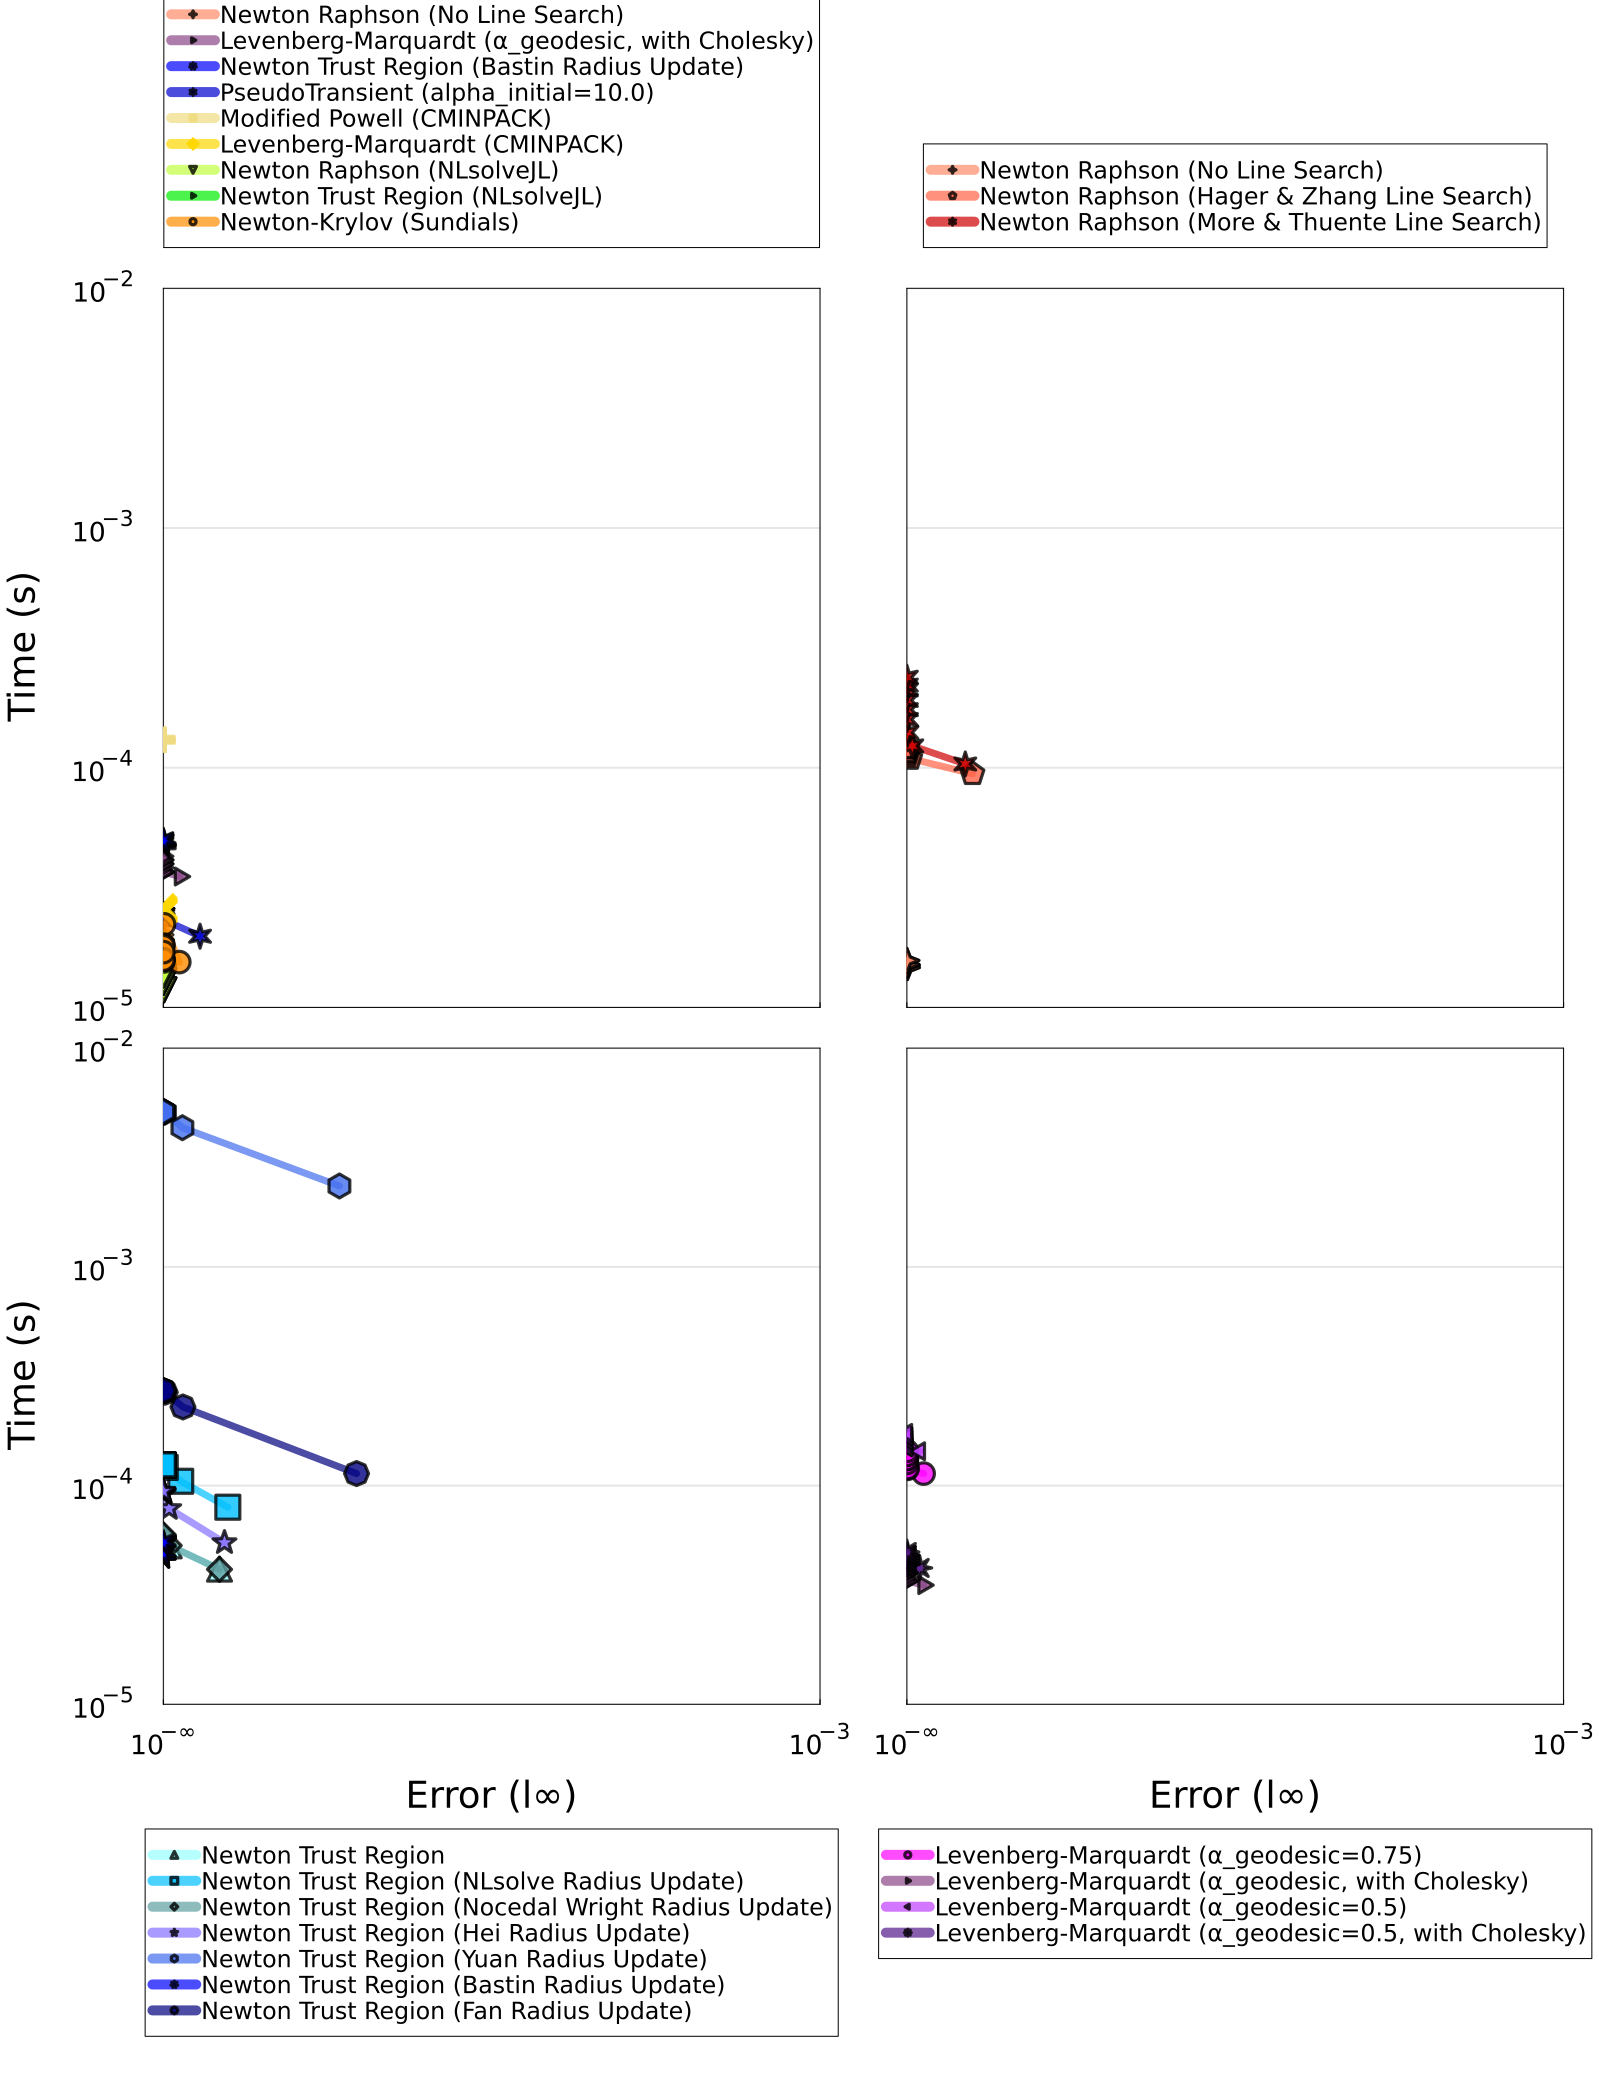 Newton Raphson (No Line Search)
Levenberg-Marquardt (α_geodesic, with Cholesky)
Newton Trust Region (Bastin Radius Update)
PseudoTransient (alpha_initial=10.0)
Modified Powell (CMINPACK)
Levenberg-Marquardt (CMINPACK)
Newton Raphson (NLsolveJL)
Newton Trust Region (NLsolveJL)
Newton-Krylov (Sundials)
Newton Raphson (No Line Search)
Newton Raphson (Hager & Zhang Line Search)
Newton Raphson (More & Thuente Line Search)
10⁻²
10⁻³
10⁻⁴
10⁻⁵
Time (s)
10⁻²
10⁻³
10⁻⁴
10⁻⁵
Time (s)
10^−∞
10⁻³
10^−∞
10⁻³
Error (l∞)
Error (l∞)
Newton Trust Region
Newton Trust Region (NLsolve Radius Update)
Newton Trust Region (Nocedal Wright Radius Update)
Newton Trust Region (Hei Radius Update)
Newton Trust Region (Yuan Radius Update)
Newton Trust Region (Bastin Radius Update)
Newton Trust Region (Fan Radius Update)
Levenberg-Marquardt (α_geodesic=0.75)
Levenberg-Marquardt (α_geodesic, with Cholesky)
Levenberg-Marquardt (α_geodesic=0.5)
Levenberg-Marquardt (α_geodesic=0.5, with Cholesky)